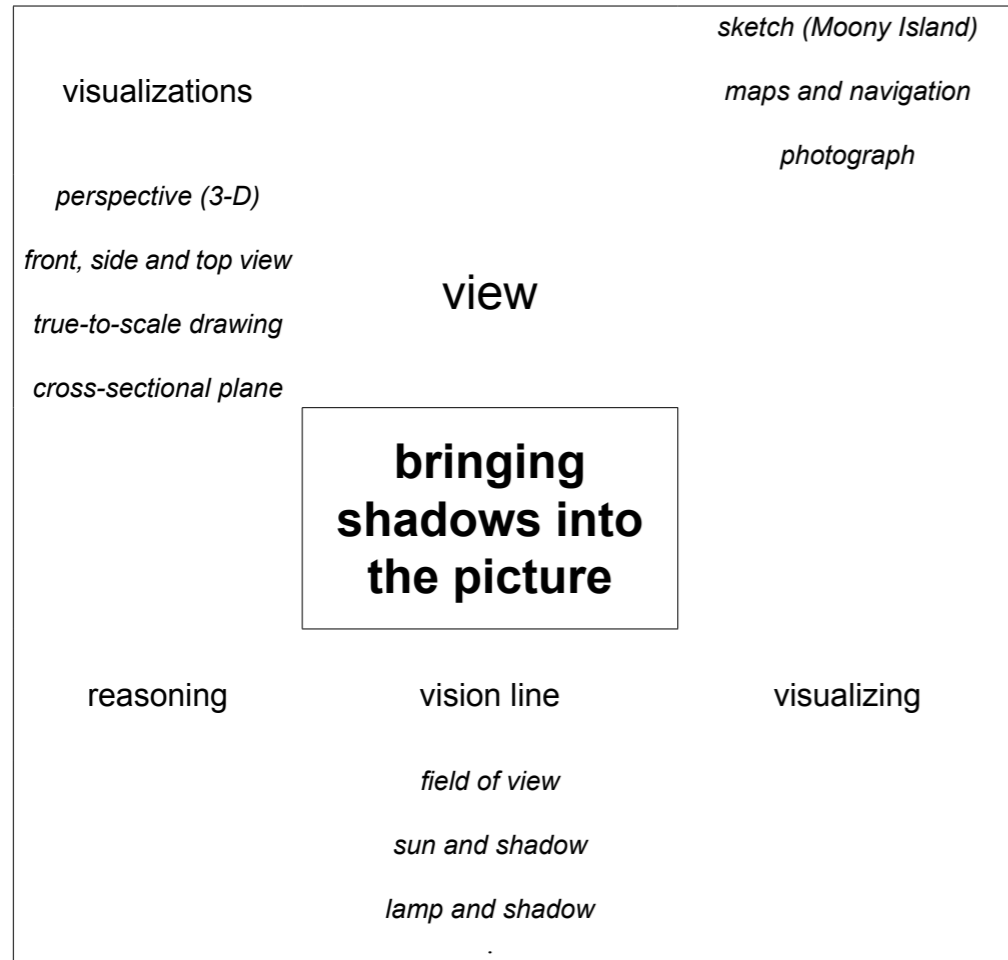 sketch (Moony Island)
visualizations
maps and navigation
photograph
perspective (3-D)
front, side and top view
view
true-to-scale drawing
cross-sectional plane
bringing
shadows into
the picture
reasoning
vision line
visualizing
field of view
sun and shadow
lamp and shadow
.